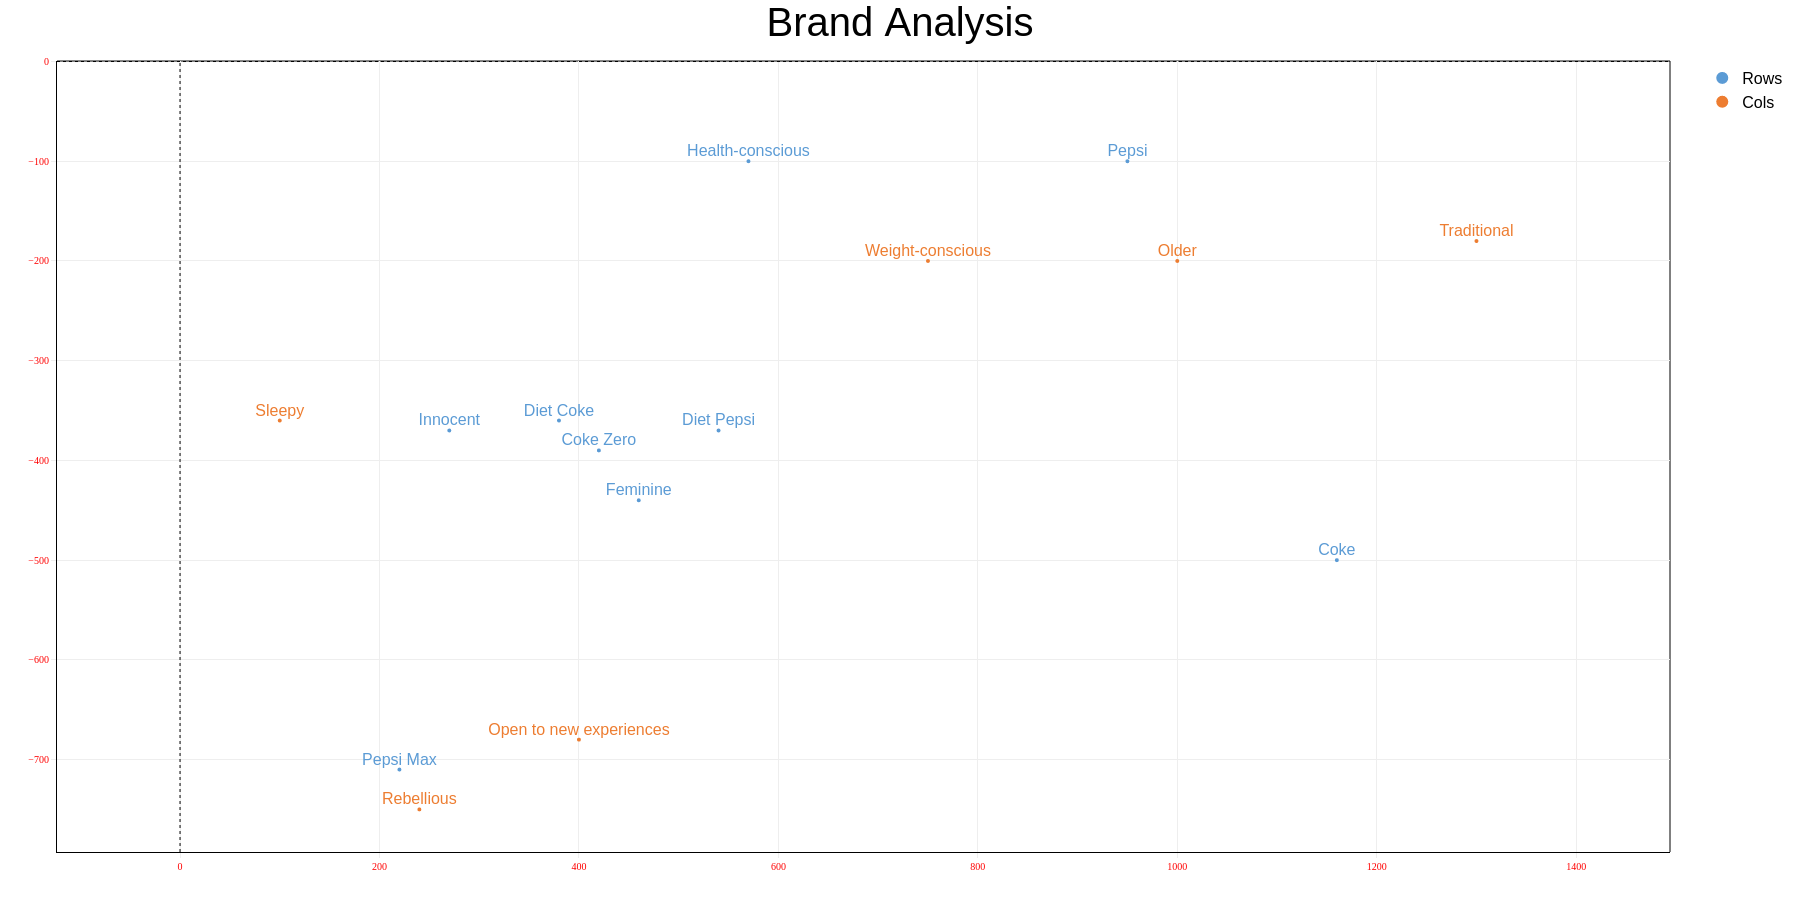 Brand Analysis
0
Rows
Cols
−100
Health-conscious
Pepsi
Traditional
−200
Weight-conscious
Older
−300
Sleepy
Innocent
Diet Coke
Diet Pepsi
Coke Zero
−400
Feminine
−500
Coke
−600
Open to new experiences
−700
Pepsi Max
Rebellious
0 200 400 600 800 1000 1200 1400